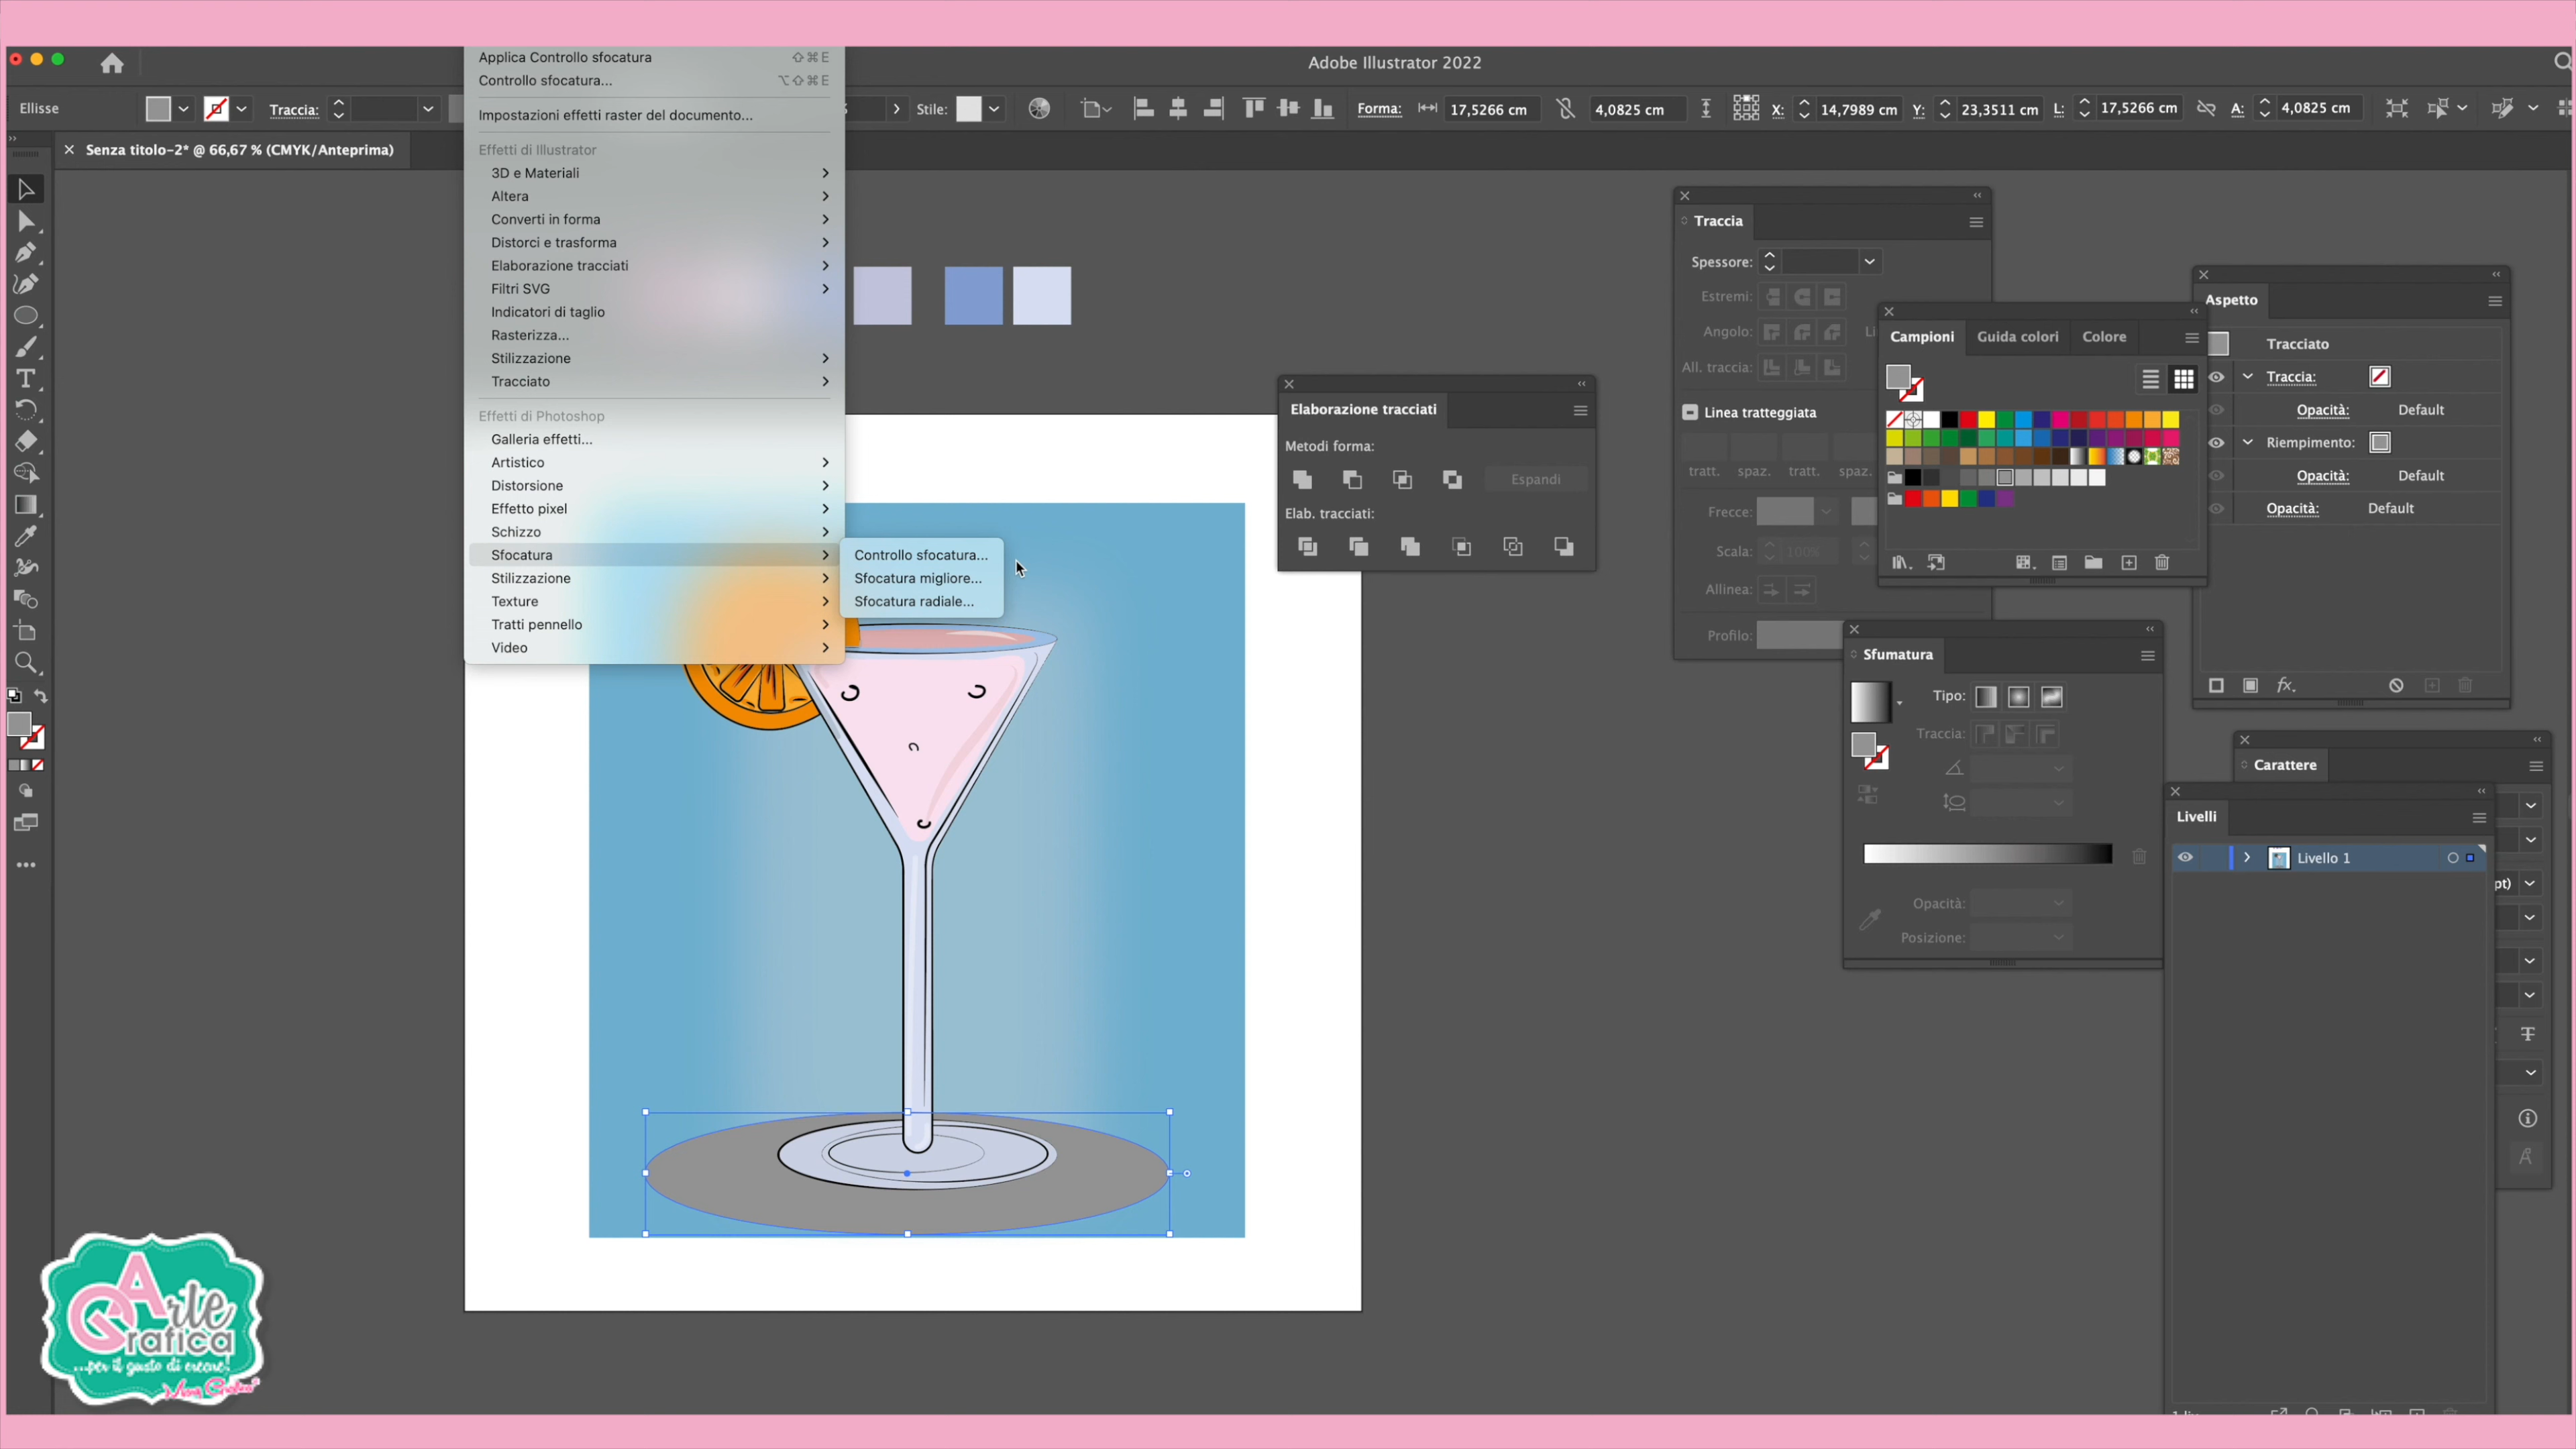 Adobe Illustrator 2022
Ellisse
Traccia:
Stile:
Forma:
17,5266 cm
4,0825 cm
X:
14,7989 cm
Y:
23,3511 cm
L:
17,5266 cm
A:
4,0825 cm
Senza titolo-2* @ 66,67 % (CMYK/Anteprima)
Applica Controllo sfocatura ⇧⌘E
Controllo sfocatura... ⌥⇧⌘E
Impostazioni effetti raster del documento...
Effetti di Illustrator
3D e Materiali
Altera
Converti in forma
Distorci e trasforma
Elaborazione tracciati
Filtri SVG
Indicatori di taglio
Rasterizza...
Stilizzazione
Tracciato
Effetti di Photoshop
Galleria effetti...
Artistico
Distorsione
Effetto pixel
Schizzo
Sfocatura
Stilizzazione
Texture
Tratti pennello
Video
Controllo sfocatura...
Sfocatura migliore...
Sfocatura radiale...
Elaborazione tracciati
Metodi forma:
Espandi
Elab. tracciati:
Traccia
Spessore:
Estremi:
Angolo:
Li
All. traccia:
Linea tratteggiata
tratt. spaz. tratt. spaz.
Frecce:
Scala:
100%
Allinea:
Profilo:
Campioni
Guida colori
Colore
Aspetto
Tracciato
Traccia:
Opacità: Default
Riempimento:
Opacità: Default
Opacità: Default
fx.
Sfumatura
Tipo:
Traccia:
Opacità:
Posizione:
Carattere
pt)
Livelli
Livello 1
Arte
Grafica
...per il gusto di creare!